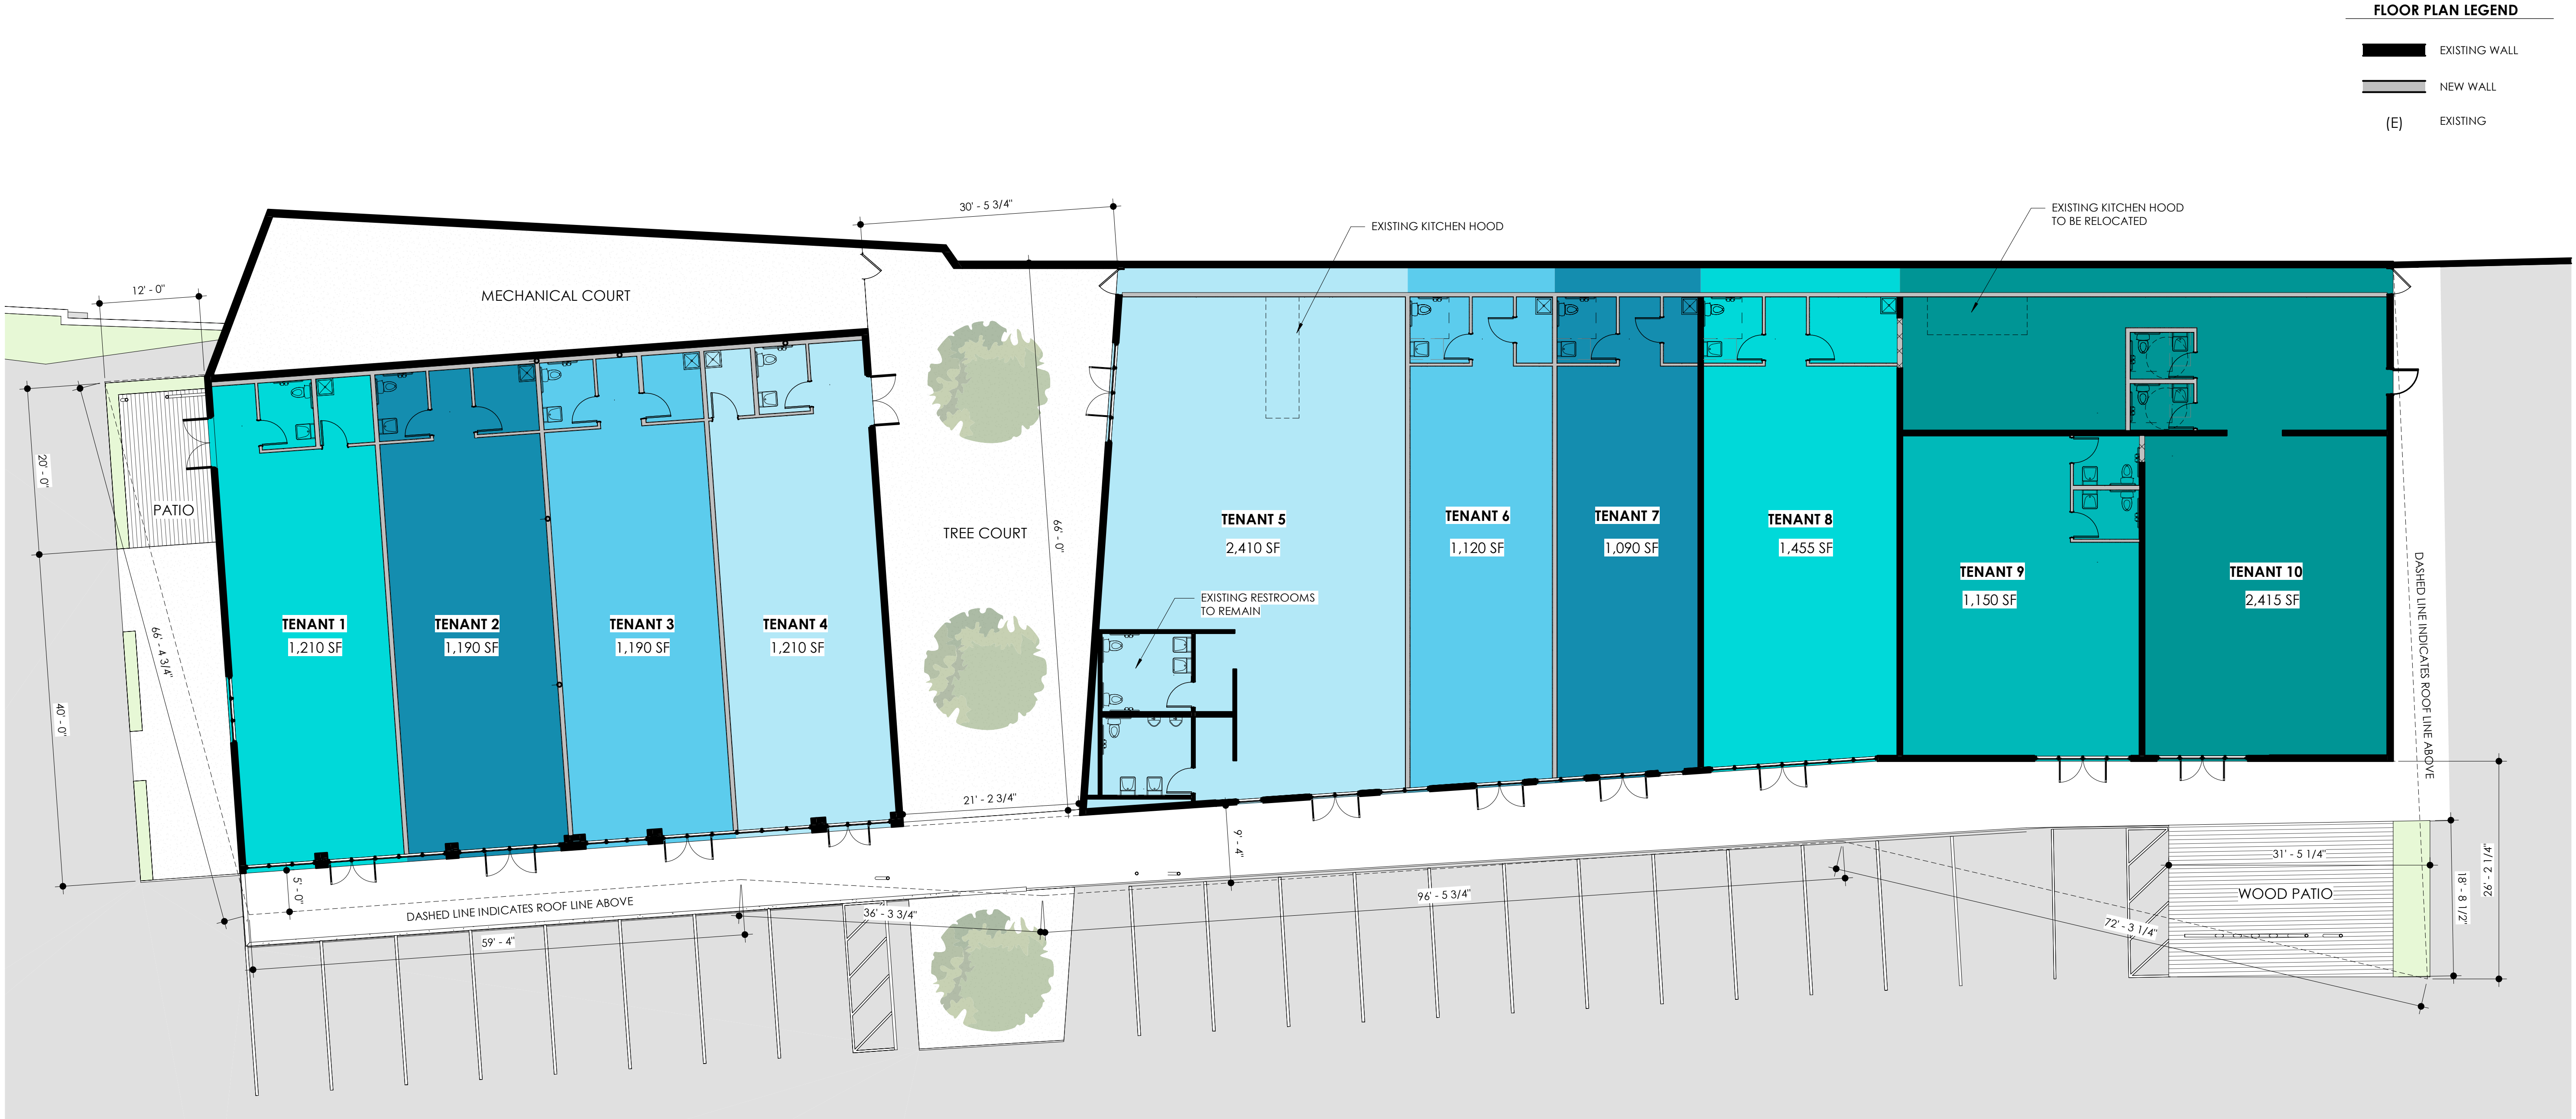 FLOOR PLAN LEGEND
EXISTING WALL
NEW WALL
(E) EXISTING
30' - 5 3/4"
EXISTING KITCHEN HOOD
EXISTING KITCHEN HOOD
TO BE RELOCATED
12' - 0"
MECHANICAL COURT
20' - 0"
PATIO
TREE COURT
66' - 0"
TENANT 5
2,410 SF
TENANT 6
1,120 SF
TENANT 7
1,090 SF
TENANT 8
1,455 SF
TENANT 9
1,150 SF
TENANT 10
2,415 SF
DASHED LINE INDICATES ROOF LINE ABOVE
EXISTING RESTROOMS
TO REMAIN
TENANT 1
1,210 SF
TENANT 2
1,190 SF
TENANT 3
1,190 SF
TENANT 4
1,210 SF
66' - 4 3/4"
40' - 0"
21' - 2 3/4"
9' - 4"
5' - 0"
DASHED LINE INDICATES ROOF LINE ABOVE
59' - 4"
36' - 3 3/4"
96' - 5 3/4"
31' - 5 1/4"
WOOD PATIO
72' - 3 1/4"
18' - 8 1/2"
26' - 2 1/4"